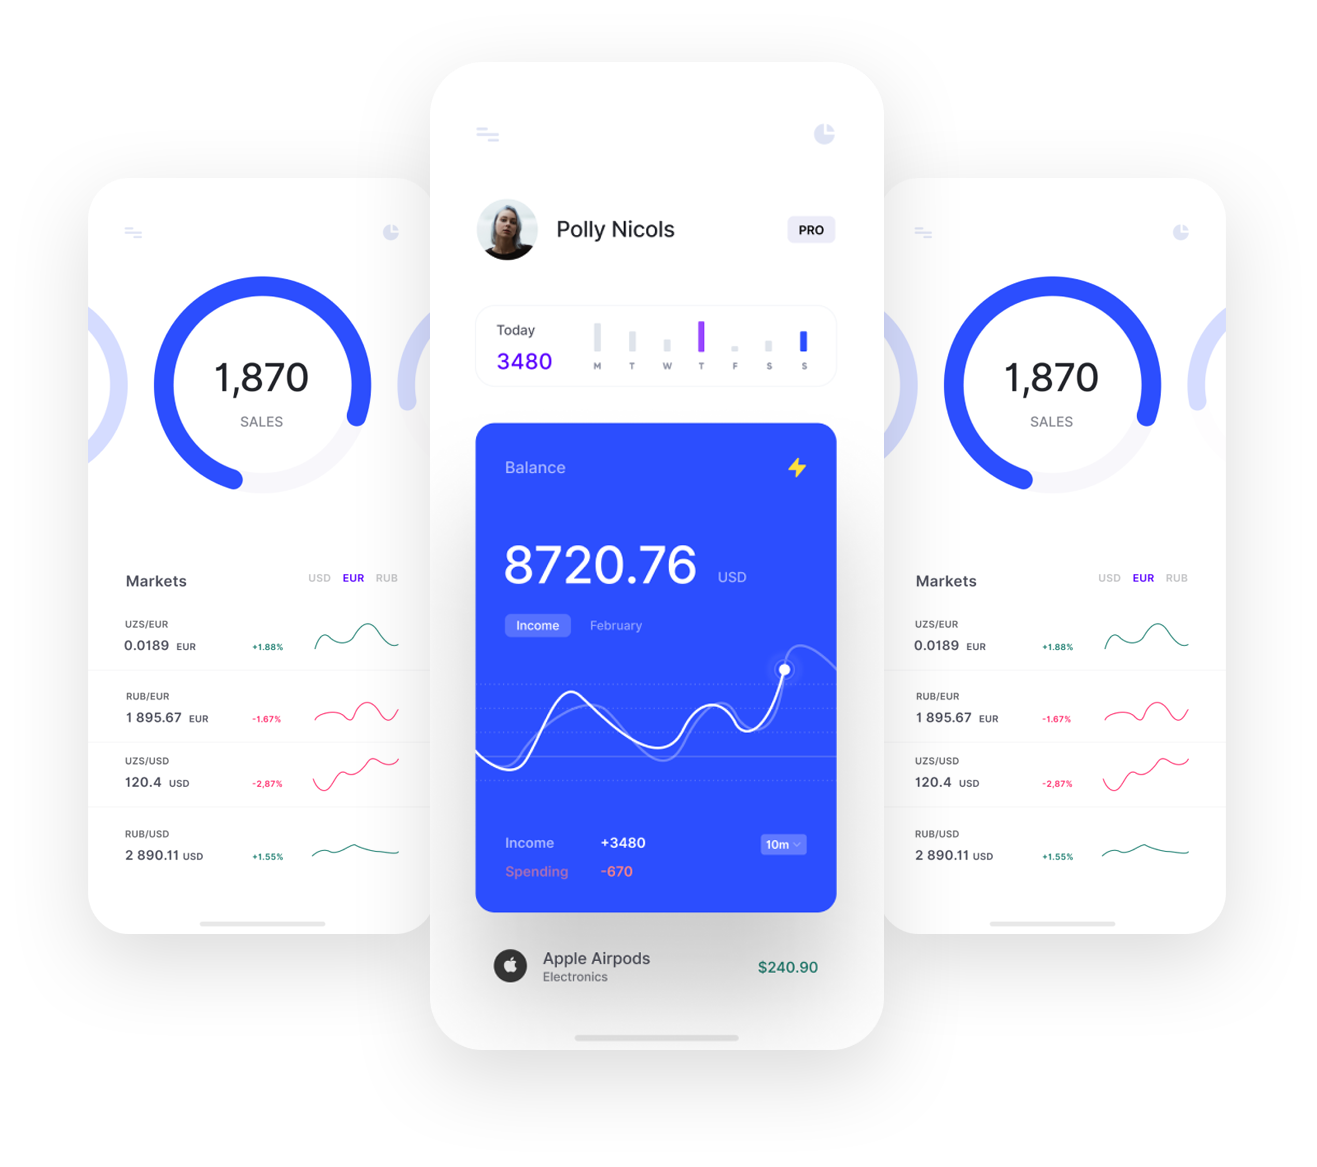 1,870
SALES
Markets
USD EUR RUB
UZS/EUR
0.0189 EUR +1.88%
RUB/EUR
1 895.67 EUR -1.67%
UZS/USD
120.4 USD -2,87%
RUB/USD
2 890.11 USD +1.55%
Polly Nicols PRO
Today
3480
M T W T F S S
Balance
8720.76 USD
Income February
Income +3480 10m
Spending -670
Apple Airpods
Electronics
$240.90
1,870
SALES
Markets
USD EUR RUB
UZS/EUR
0.0189 EUR +1.88%
RUB/EUR
1 895.67 EUR -1.67%
UZS/USD
120.4 USD -2,87%
RUB/USD
2 890.11 USD +1.55%